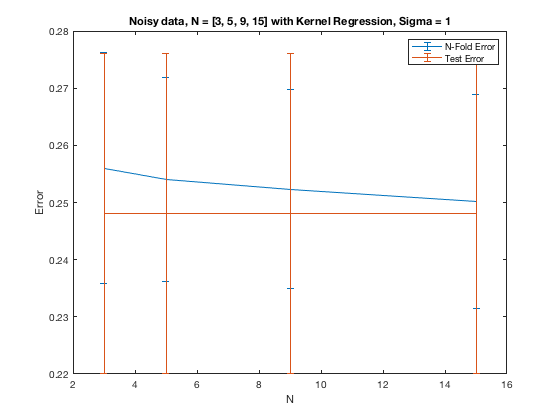 Noisy data, N = [3, 5, 9, 15] with Kernel Regression, Sigma = 1
N-Fold Error
Test Error
Error
0.28
0.27
0.26
0.25
0.24
0.23
0.22
2 4 6 8 10 12 14 16
N